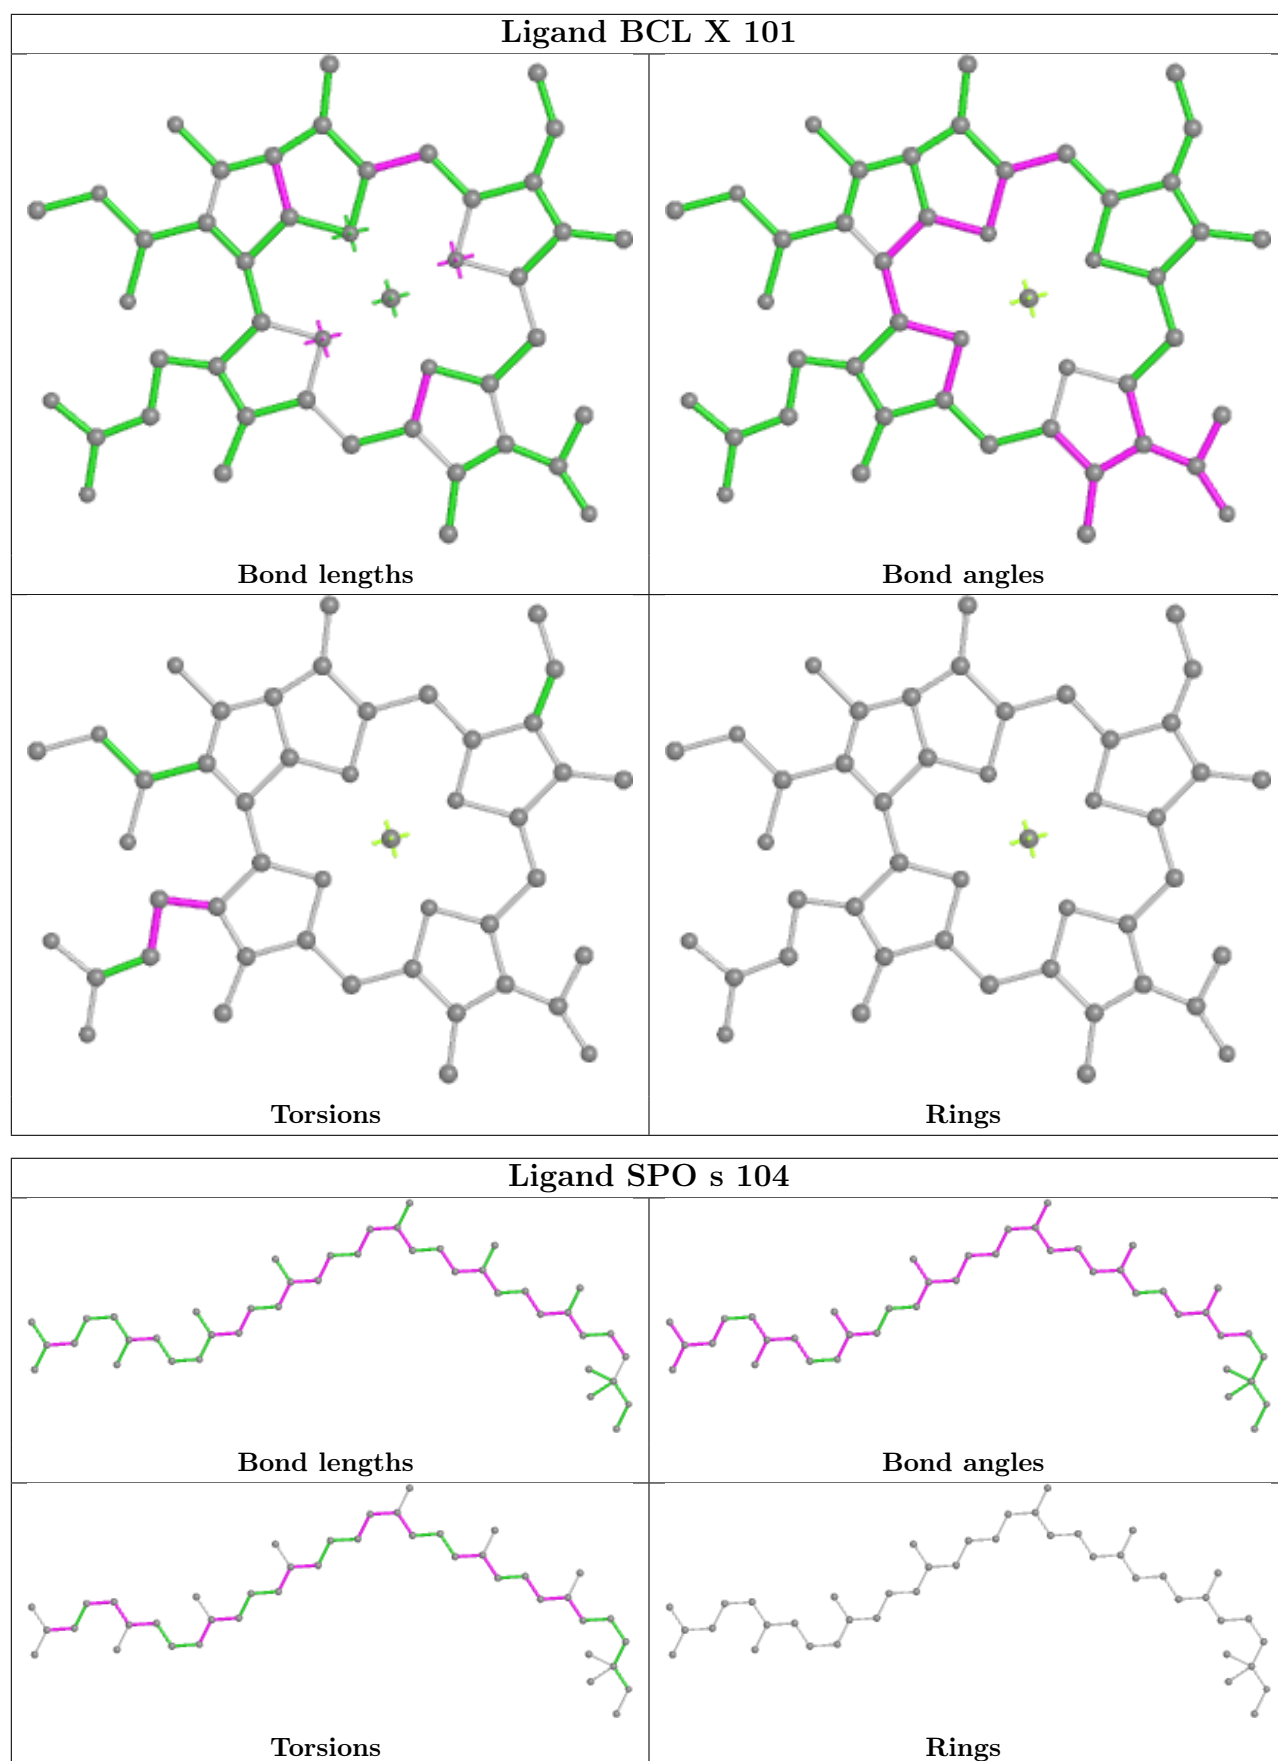 Ligand BCL X 101
Bond lengths
Bond angles
Torsions
Rings
Ligand SPO s 104
Bond lengths
Bond angles
Torsions
Rings